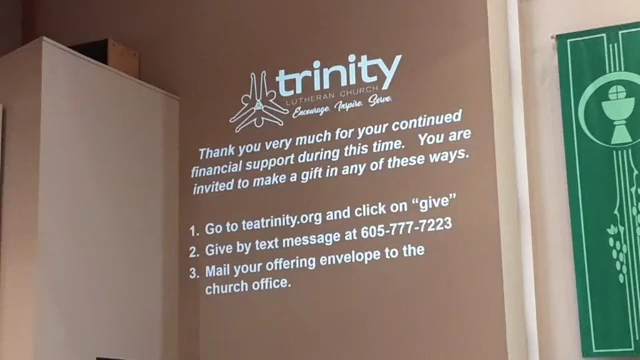 trinity
LUTHERAN CHURCH
Encourage. Inspire. Serve.
Thank you very much for your continued
financial support during this time. You are
invited to make a gift in any of these ways.
1. Go to teatrinity.org and click on “give”
2. Give by text message at 605-777-7223
3. Mail your offering envelope to the
church office.